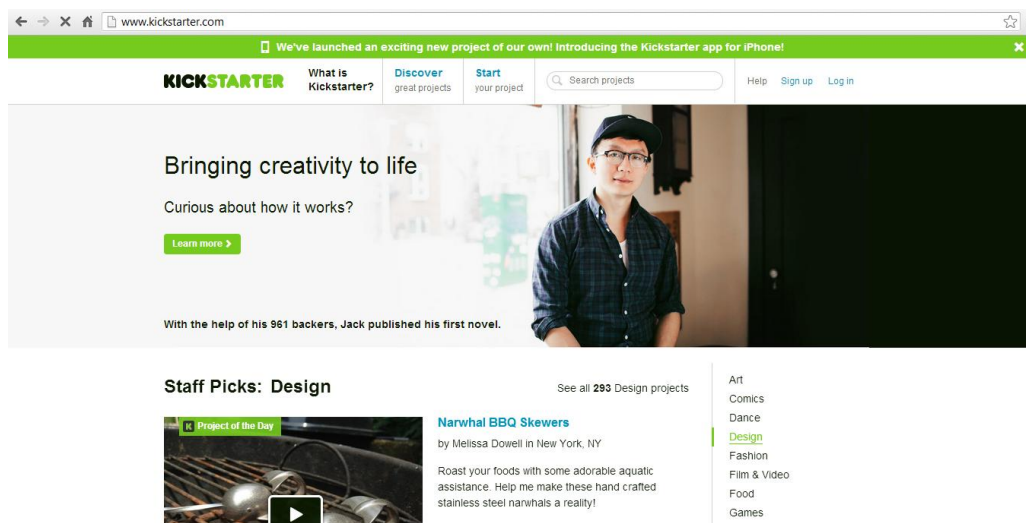 www.kickstarter.com
We've launched an exciting new project of our own! Introducing the Kickstarter app for iPhone!
KICKSTARTER
What is
Kickstarter?
Discover
great projects
Start
your project
Search projects
Help Sign up Log in
Bringing creativity to life
Curious about how it works?
Learn more
With the help of his 961 backers, Jack published his first novel.
Staff Picks: Design
See all 293 Design projects
K Project of the Day
Narwhal BBQ Skewers
by Melissa Dowell in New York, NY
Roast your foods with some adorable aquatic
assistance. Help me make these hand crafted
stainless steel narwhals a reality!
Art
Comics
Dance
Design
Fashion
Film & Video
Food
Games